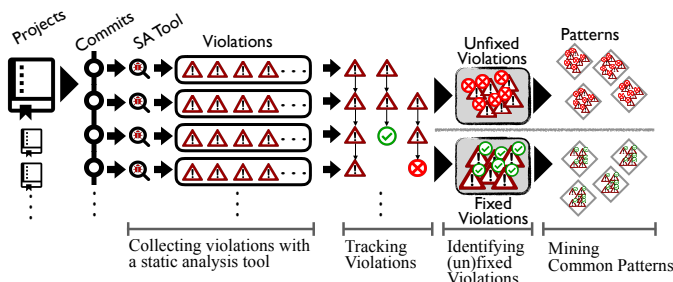 Projects
Commits
SA Tool
Violations
Unfixed
Violations
Patterns
Fixed
Violations
Collecting violations with
a static analysis tool
Tracking
Violations
Identifying
(un)fixed
Violations
Mining
Common Patterns